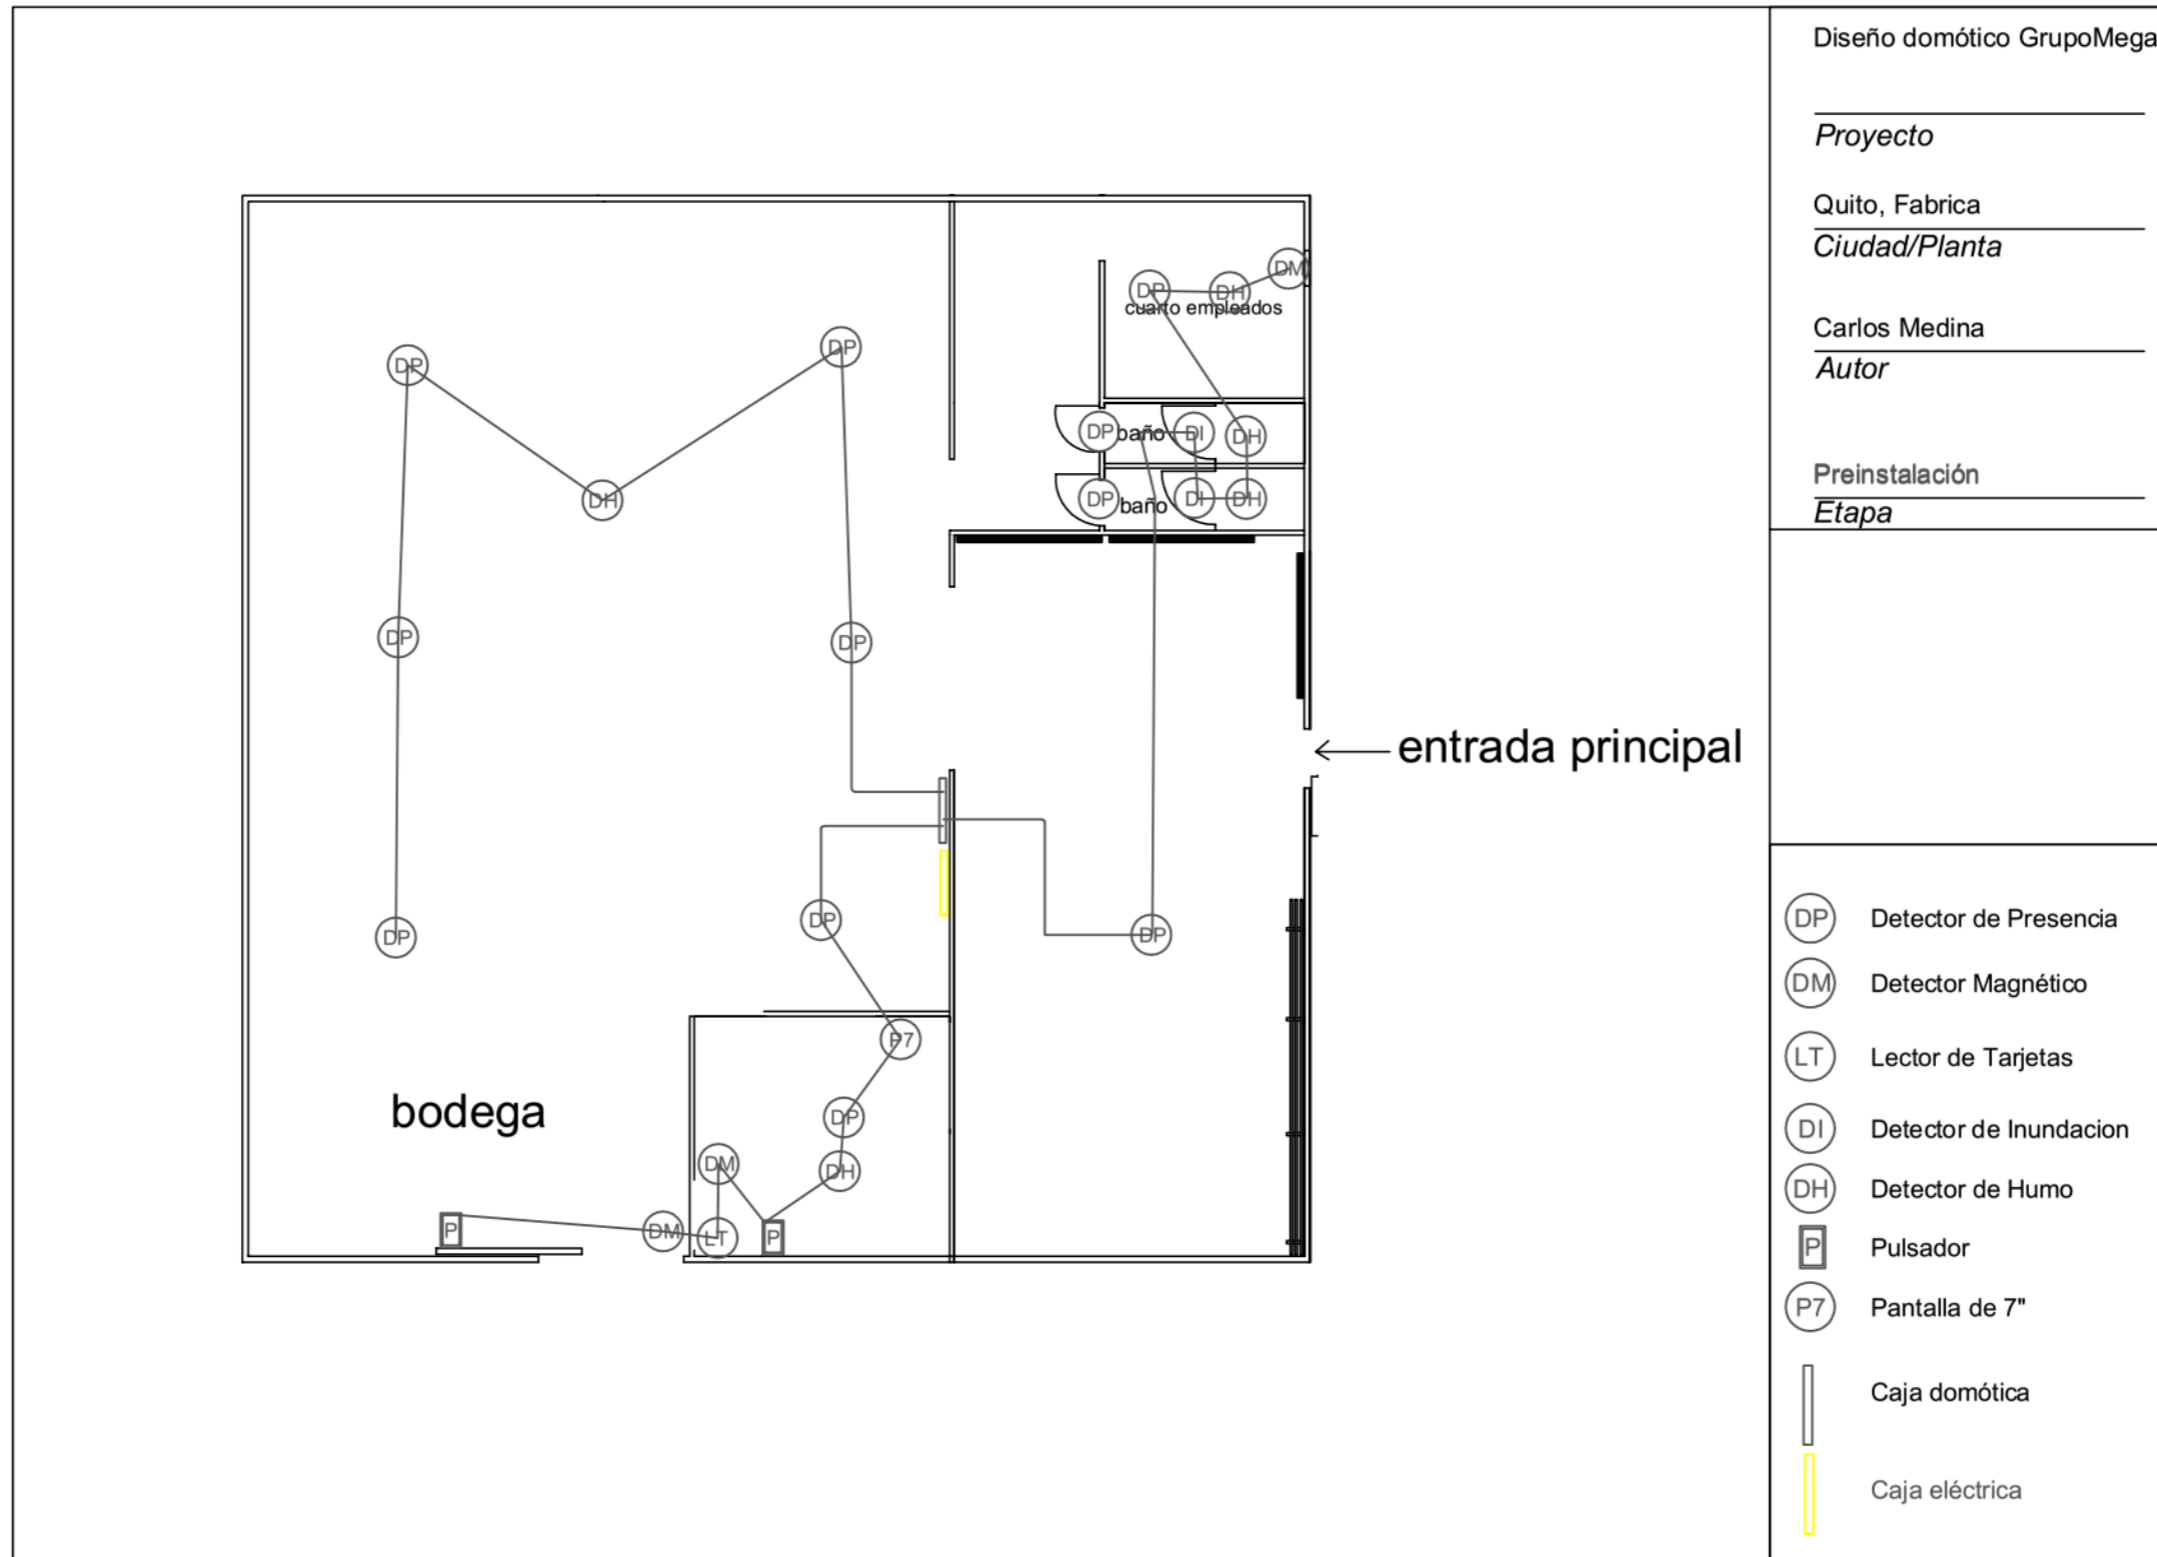 Diseño domótico GrupoMega
Proyecto
Quito, Fabrica
Ciudad/Planta
Carlos Medina
Autor
Preinstalación
Etapa
DM
DP
DH
cuarto empleados
DP
DP
DP
baño
DI
DH
DH
DP
baño
DI
DH
DP
DP
entrada principal
DP
DP
DP
P7
bodega
DP
DM
DH
P
DM
LT
P
DP
Detector de Presencia
DM
Detector Magnético
LT
Lector de Tarjetas
DI
Detector de Inundacion
DH
Detector de Humo
P
Pulsador
P7
Pantalla de 7"
Caja domótica
Caja eléctrica